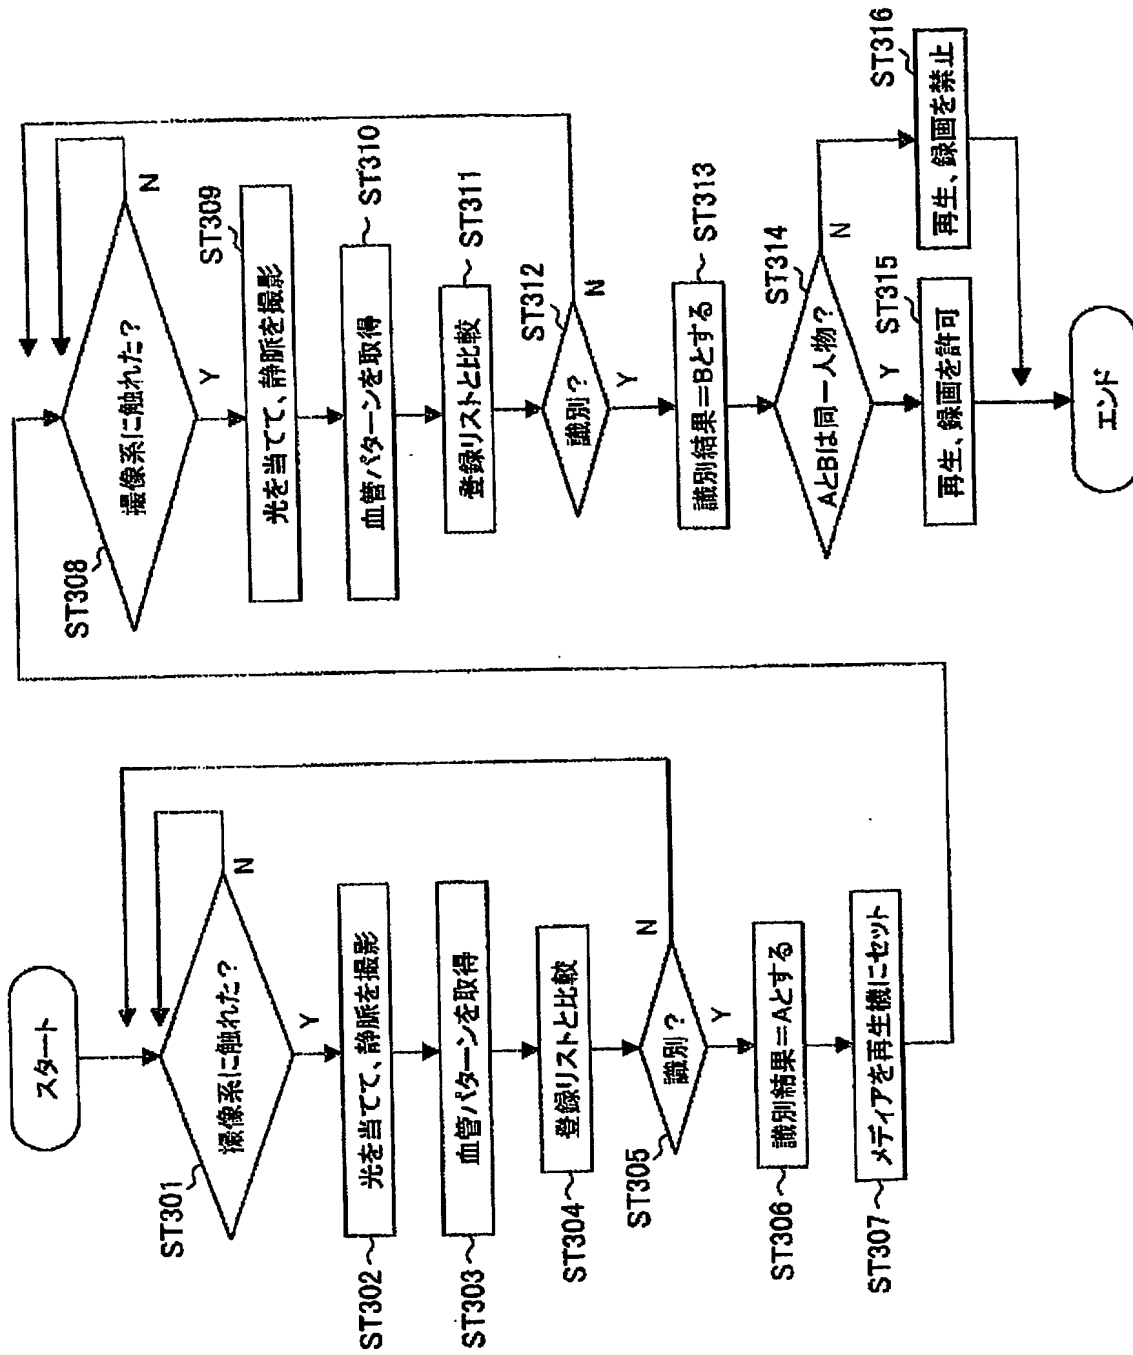 スタート
ST301
撮像系に触れた?
N
Y
ST302
光を当てて、静脈を撮影
ST303
血管パターンを取得
ST304
登録リストと比較
ST305
識別?
N
Y
ST306
識別結果=Aとする
ST307
メディアを再生機にセット
ST308
撮像系に触れた?
N
Y
ST309
光を当てて、静脈を撮影
ST310
血管パターンを取得
ST311
登録リストと比較
ST312
識別?
N
Y
ST313
識別結果=Bとする
ST314
AとBは同一人物?
N
Y
ST315
再生、録画を許可
ST316
再生、録画を禁止
エンド